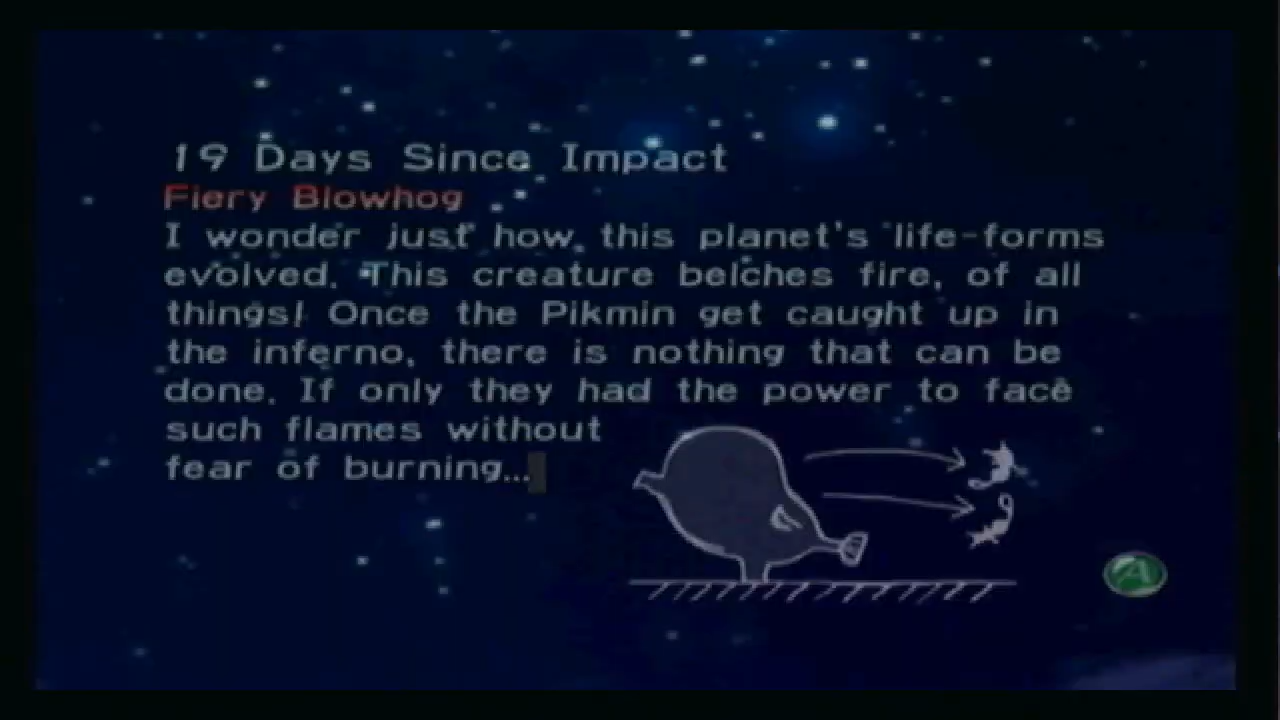 19 Days Since Impact
Fiery Blowhog
I wonder just how this planet's life-forms
evolved. This creature belches fire, of all
things! Once the Pikmin get caught up in
the inferno, there is nothing that can be
done. If only they had the power to face
such flames without
fear of burning...
A